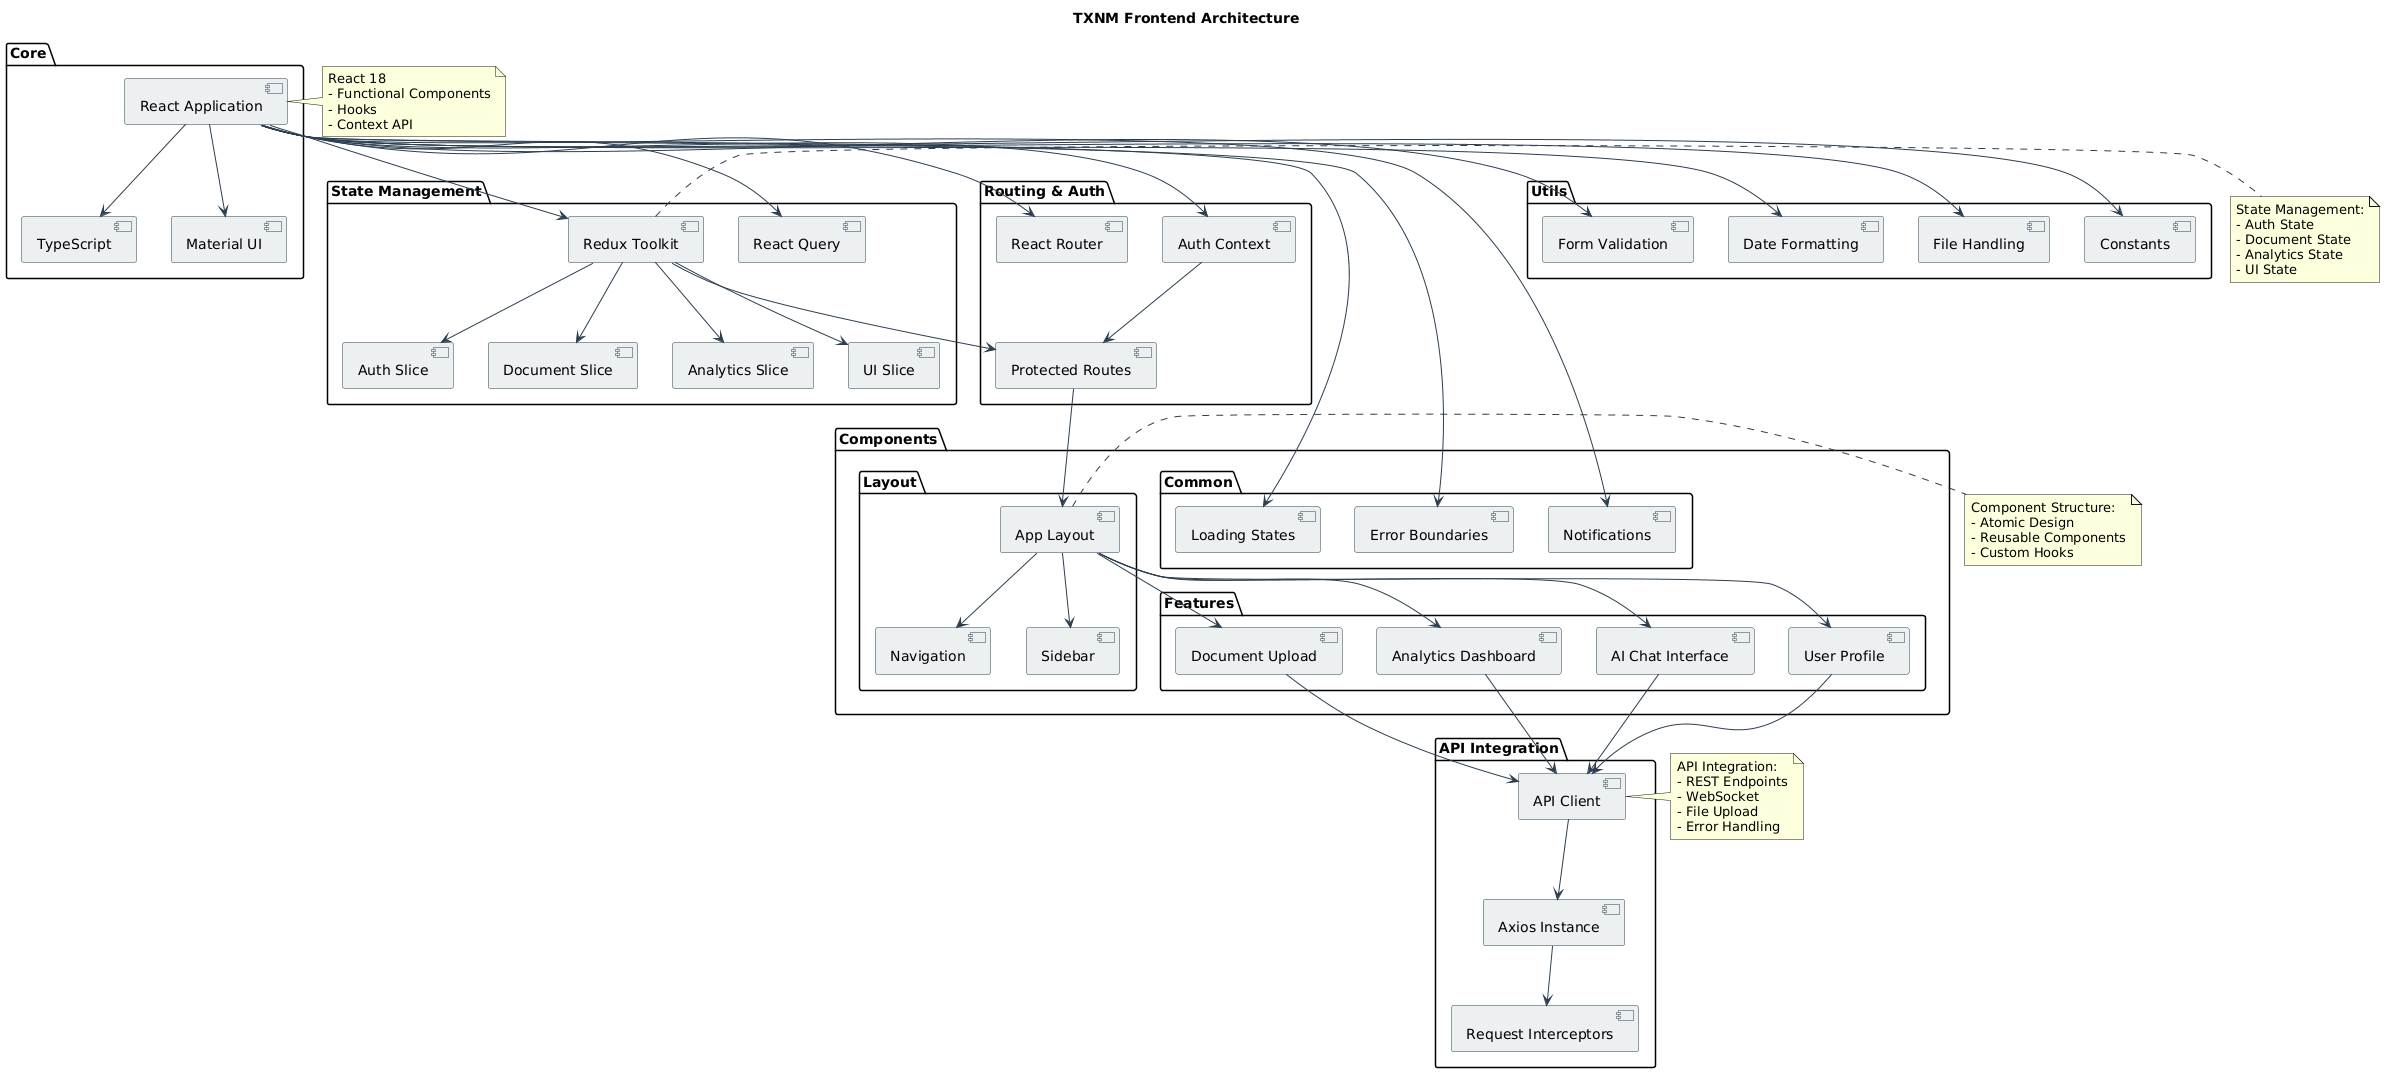 TXNM Frontend Architecture
Core
React Application
React 18
- Functional Components
- Hooks
- Context API
TypeScript
Material UI
State Management
Redux Toolkit
React Query
Auth Slice
Document Slice
Analytics Slice
UI Slice
Routing & Auth
React Router
Auth Context
Protected Routes
Utils
Form Validation
Date Formatting
File Handling
Constants
State Management:
- Auth State
- Document State
- Analytics State
- UI State
Components
Layout
App Layout
Navigation
Sidebar
Common
Loading States
Error Boundaries
Notifications
Features
Document Upload
Analytics Dashboard
AI Chat Interface
User Profile
Component Structure:
- Atomic Design
- Reusable Components
- Custom Hooks
API Integration
API Client
Axios Instance
Request Interceptors
API Integration:
- REST Endpoints
- WebSocket
- File Upload
- Error Handling